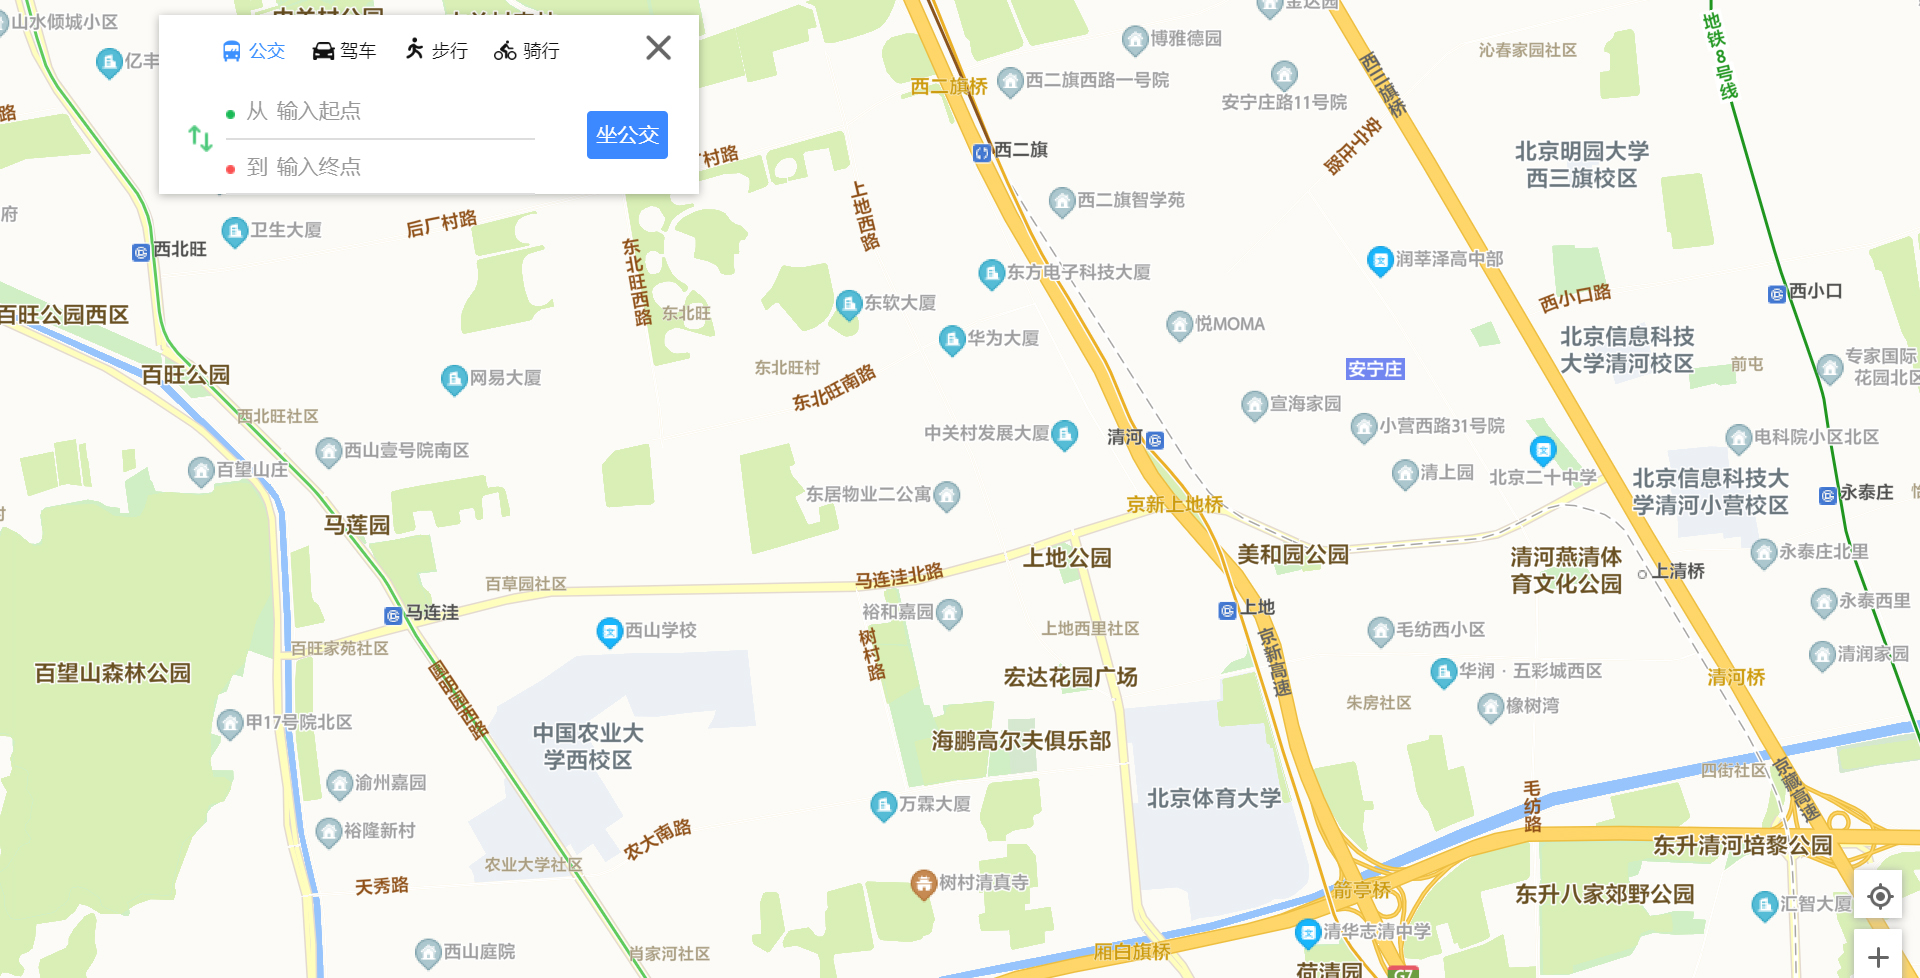 公交
驾车
步行
骑行
从 输入起点
到 输入终点
坐公交
山水倾城小区
中关村公园
亿丰
路
府
卫生大厦
西北旺
后厂村路
厂村路
东北旺西路
东北旺
上地西路
西二旗桥
西二旗
博雅德园
金达园
西二旗西路一号院
安宁庄路11号院
西三旗桥
安宁庄路
沁春家园社区
地铁8号线
北京明园大学
西三旗校区
西二旗智学苑
润莘泽高中部
东方电子科技大厦
东软大厦
华为大厦
悦MOMA
西小口路
西小口
北京信息科技
大学清河校区
前屯
专家国际
花园北区
百旺公园西区
百旺公园
网易大厦
东北旺村
东北旺南路
安宁庄
西北旺社区
宣海家园
小营西路31号院
中关村发展大厦
清河
电科院小区北区
西山壹号院南区
百望山庄
清上园
北京二十中学
北京信息科技大
学清河小营校区
永泰庄
东居物业二公寓
京新上地桥
马莲园
上地公园
美和园公园
清河燕清体
育文化公园
上清桥
永泰庄北里
百草园社区
马连洼北路
马连洼
裕和嘉园
上地
永泰西里
西山学校
上地西里社区
毛纺西小区
百旺家苑社区
树村路
京新高速
清润家园
百望山森林公园
圆明园西路
宏达花园广场
华润·五彩城西区
清河桥
朱房社区
橡树湾
甲17号院北区
中国农业大
学西校区
海鹏高尔夫俱乐部
四街社区
京藏高速
渝州嘉园
万霖大厦
北京体育大学
毛纺路
裕隆新村
农大南路
东升清河培黎公园
农业大学社区
天秀路
树村清真寺
箭亭桥
东升八家郊野公园
汇智大厦
西山庭院
肖家河社区
厢白旗桥
清华志清中学
荷清园
G7